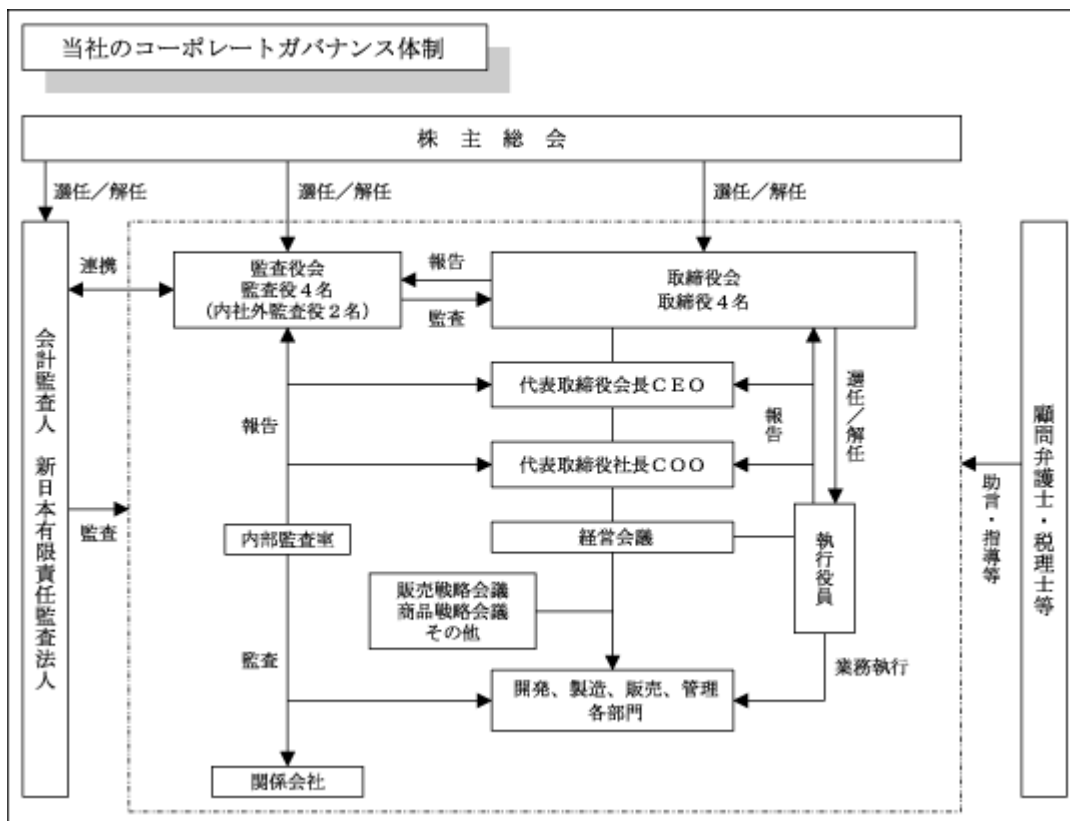 当社のコーポレートガバナンス体制
株主総会
選任／解任
選任／解任
選任／解任
会計監査人 新日本有限責任監査法人
連携
監査役会
監査役４名
(内社外監査役２名)
報告
監査
取締役会
取締役４名
代表取締役会長ＣＥＯ
報告
報告
選任／解任
代表取締役社長ＣＯＯ
監査
内部監査室
経営会議
執行役員
助言・指導等
顧問弁護士・税理士等
販売戦略会議
商品戦略会議
その他
監査
業務執行
開発、製造、販売、管理
各部門
関係会社